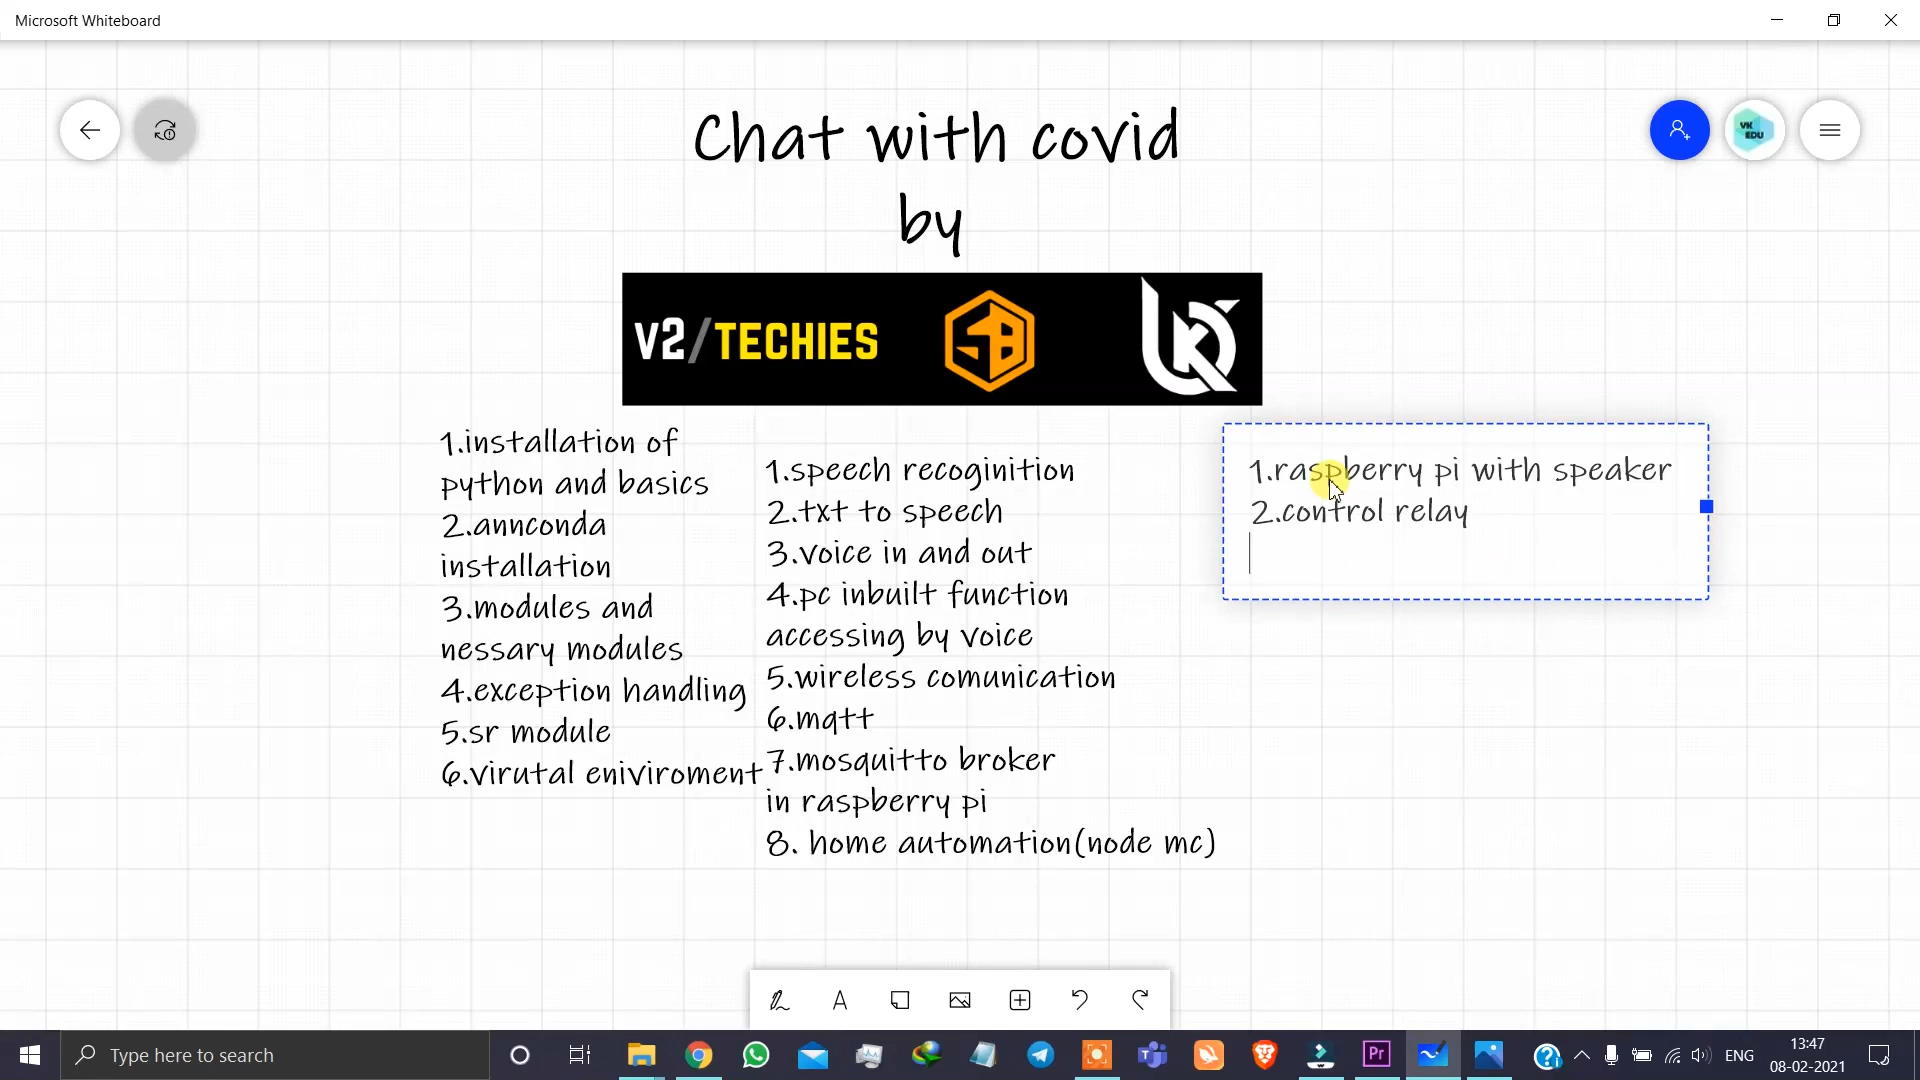 Microsoft Whiteboard
Chat with covid
by
V2/TECHIES
SB
VK
EDU
1.installation of
python and basics
2.annconda
installation
3.modules and
nessary modules
4.exception handling
5.sr module
6.virutal eniviroment
1.speech recoginition
2.txt to speech
3.voice in and out
4.pc inbuilt function
accessing by voice
5.wireless comunication
6.mqtt
7.mosquitto broker
in raspberry pi
8. home automation(node mc)
1.raspberry pi with speaker
2.control relay
Type here to search
ENG
13:47
08-02-2021